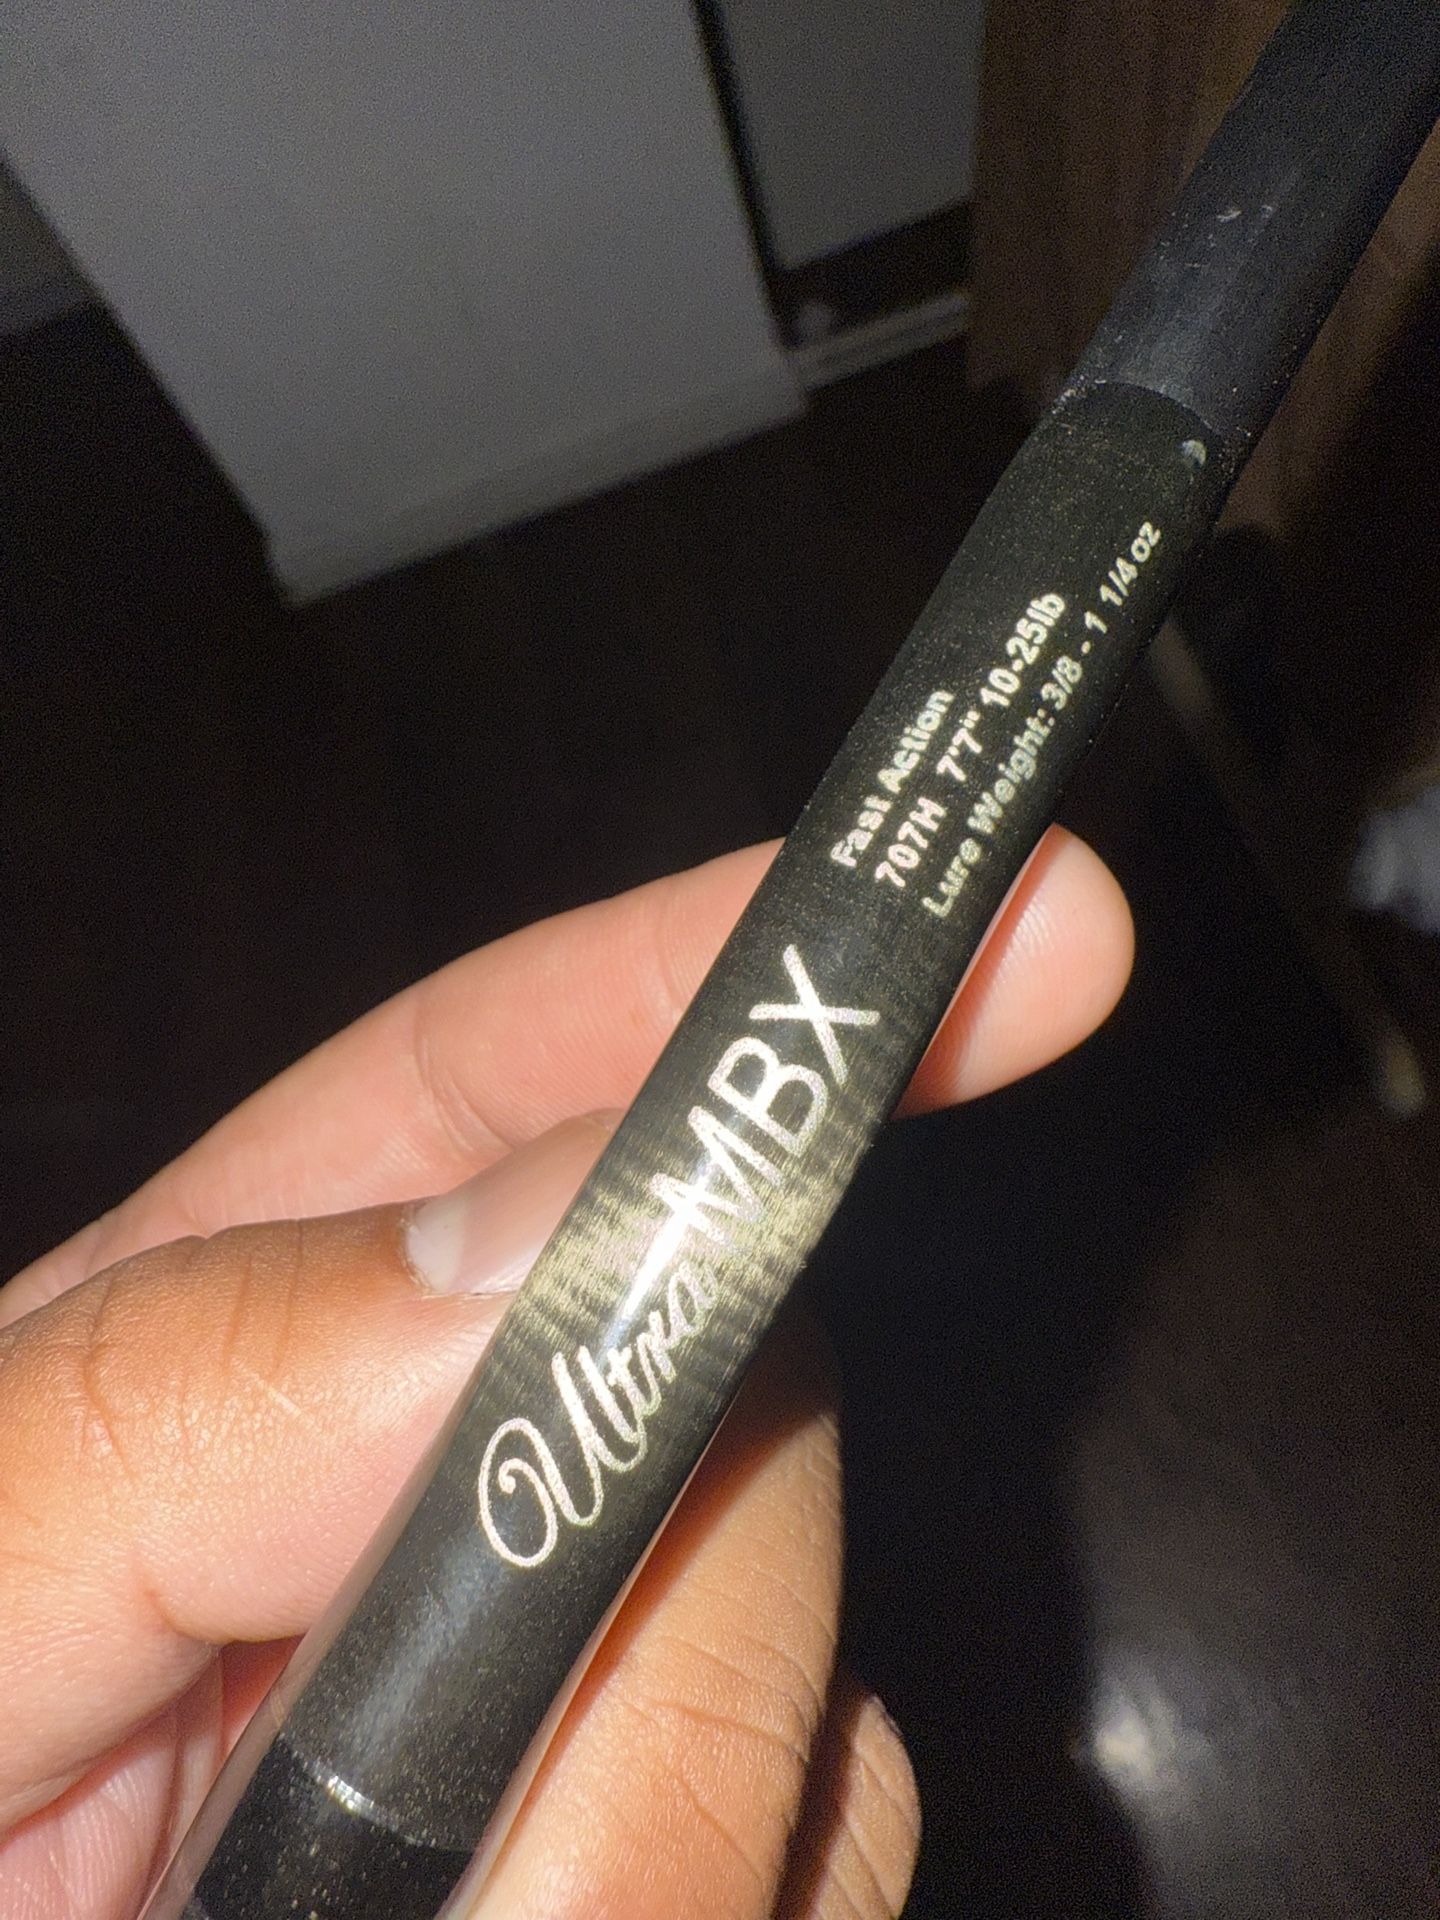 Ultra MBX
Fast Action
707H 7'7" 10-25lb
Lure Weight: 3/8 - 1 1/4 oz